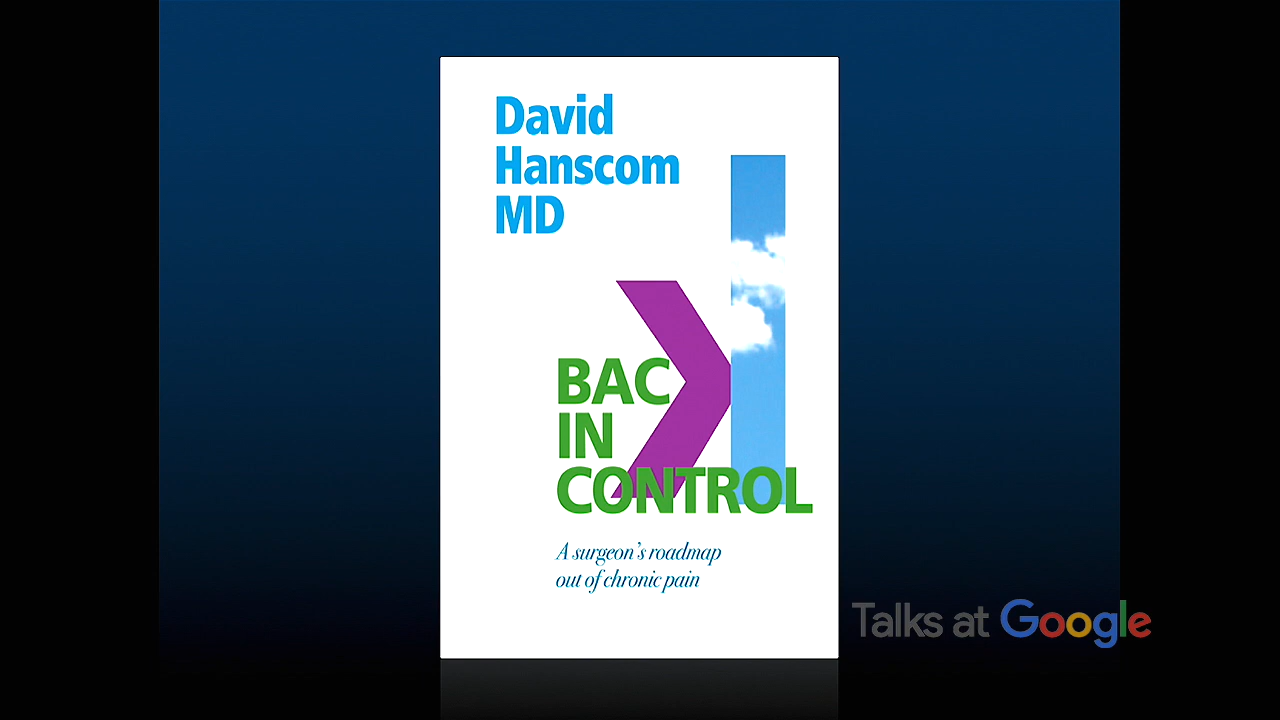 David
Hanscom
MD
BAC
IN
CONTROL
A surgeon's roadmap
out of chronic pain
Talks at Google